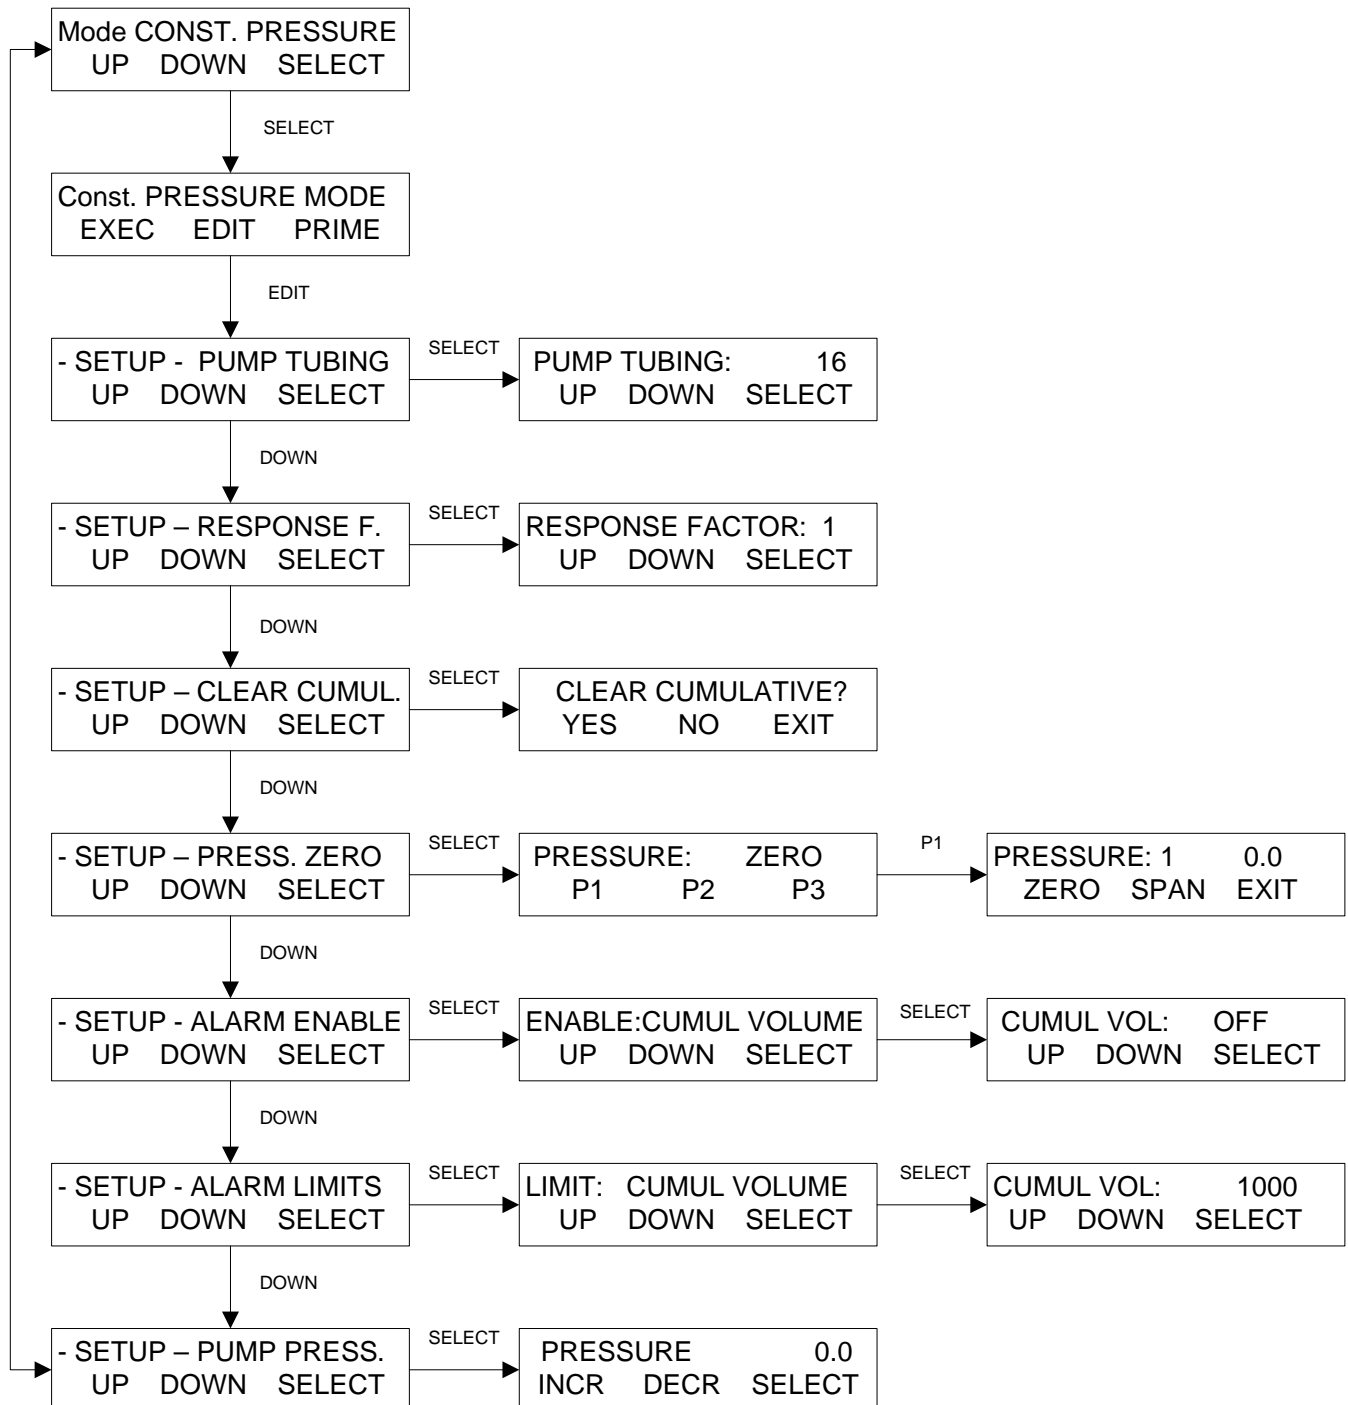 Mode CONST. PRESSURE
UP DOWN SELECT
SELECT
Const. PRESSURE MODE
EXEC EDIT PRIME
EDIT
- SETUP - PUMP TUBING
UP DOWN SELECT
SELECT
PUMP TUBING: 16
UP DOWN SELECT
DOWN
- SETUP – RESPONSE F.
UP DOWN SELECT
SELECT
RESPONSE FACTOR: 1
UP DOWN SELECT
DOWN
- SETUP – CLEAR CUMUL.
UP DOWN SELECT
SELECT
CLEAR CUMULATIVE?
YES NO EXIT
DOWN
- SETUP – PRESS. ZERO
UP DOWN SELECT
SELECT
PRESSURE: ZERO
P1 P2 P3
P1
PRESSURE: 1 0.0
ZERO SPAN EXIT
DOWN
- SETUP - ALARM ENABLE
UP DOWN SELECT
SELECT
ENABLE:CUMUL VOLUME
UP DOWN SELECT
SELECT
CUMUL VOL: OFF
UP DOWN SELECT
DOWN
- SETUP - ALARM LIMITS
UP DOWN SELECT
SELECT
LIMIT: CUMUL VOLUME
UP DOWN SELECT
SELECT
CUMUL VOL: 1000
UP DOWN SELECT
DOWN
- SETUP – PUMP PRESS.
UP DOWN SELECT
SELECT
PRESSURE 0.0
INCR DECR SELECT